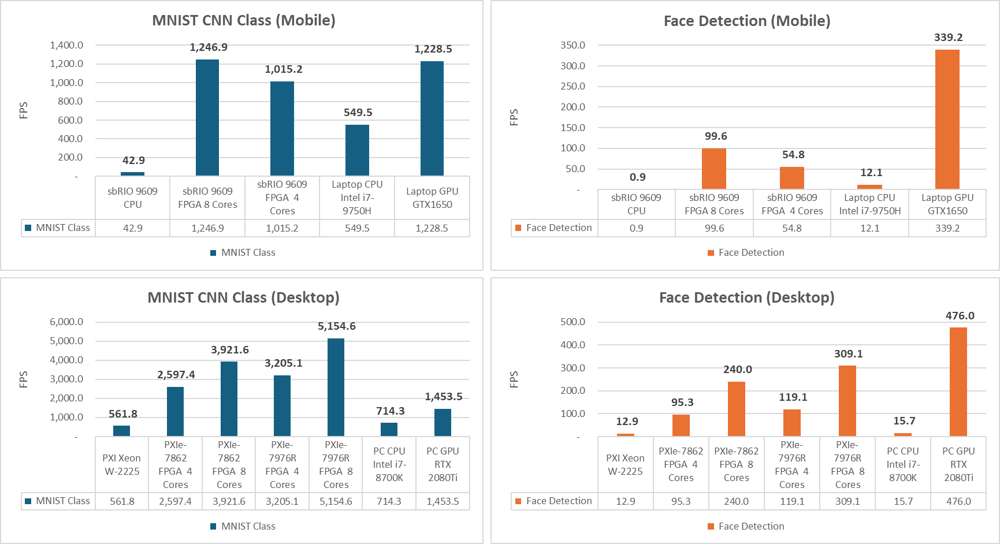 MNIST CNN Class (Mobile)
1,400.0
1,200.0
1,000.0
800.0
600.0
400.0
200.0
-
FPS
42.9
1,246.9
1,015.2
549.5
1,228.5
sbRIO 9609
CPU
sbRIO 9609
FPGA 8 Cores
sbRIO 9609
FPGA 4
Cores
Laptop CPU
Intel i7-
9750H
Laptop GPU
GTX1650
MNIST Class 42.9 1,246.9 1,015.2 549.5 1,228.5
MNIST Class
Face Detection (Mobile)
350.0
300.0
250.0
200.0
150.0
100.0
50.0
-
FPS
0.9
99.6
54.8
12.1
339.2
sbRIO 9609
CPU
sbRIO 9609
FPGA 8 Cores
sbRIO 9609
FPGA 4 Cores
Laptop CPU
Intel i7-9750H
Laptop GPU
GTX1650
Face Detection 0.9 99.6 54.8 12.1 339.2
Face Detection
MNIST CNN Class (Desktop)
6,000.0
5,000.0
4,000.0
3,000.0
2,000.0
1,000.0
-
FPS
561.8
2,597.4
3,921.6
3,205.1
5,154.6
714.3
1,453.5
PXI Xeon
W-2225
PXIe-
7862
FPGA 4
Cores
PXIe-
7862
FPGA 8
Cores
PXIe-
7976R
FPGA 4
Cores
PXIe-
7976R
FPGA 8
Cores
PC CPU
Intel i7-
8700K
PC GPU
RTX
2080Ti
MNIST Class 561.8 2,597.4 3,921.6 3,205.1 5,154.6 714.3 1,453.5
MNIST Class
Face Detection (Desktop)
500.0
400.0
300.0
200.0
100.0
-
FPS
12.9
95.3
240.0
119.1
309.1
15.7
476.0
PXI Xeon
W-2225
PXIe-7862
FPGA 4
Cores
PXIe-7862
FPGA 8
Cores
PXIe-
7976R
FPGA 4
Cores
PXIe-
7976R
FPGA 8
Cores
PC CPU
Intel i7-
8700K
PC GPU
RTX
2080Ti
Face Detection 12.9 95.3 240.0 119.1 309.1 15.7 476.0
Face Detection